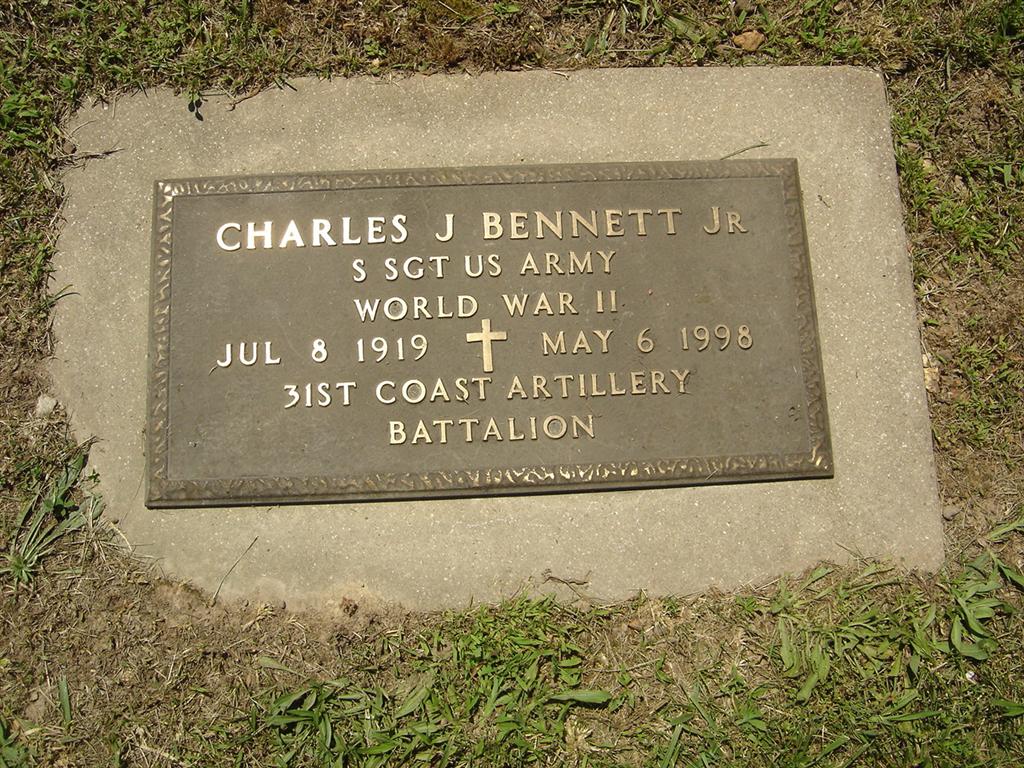 CHARLES J BENNETT JR
S SGT US ARMY
WORLD WAR II
JUL 8 1919 MAY 6 1998
31ST COAST ARTILLERY
BATTALION